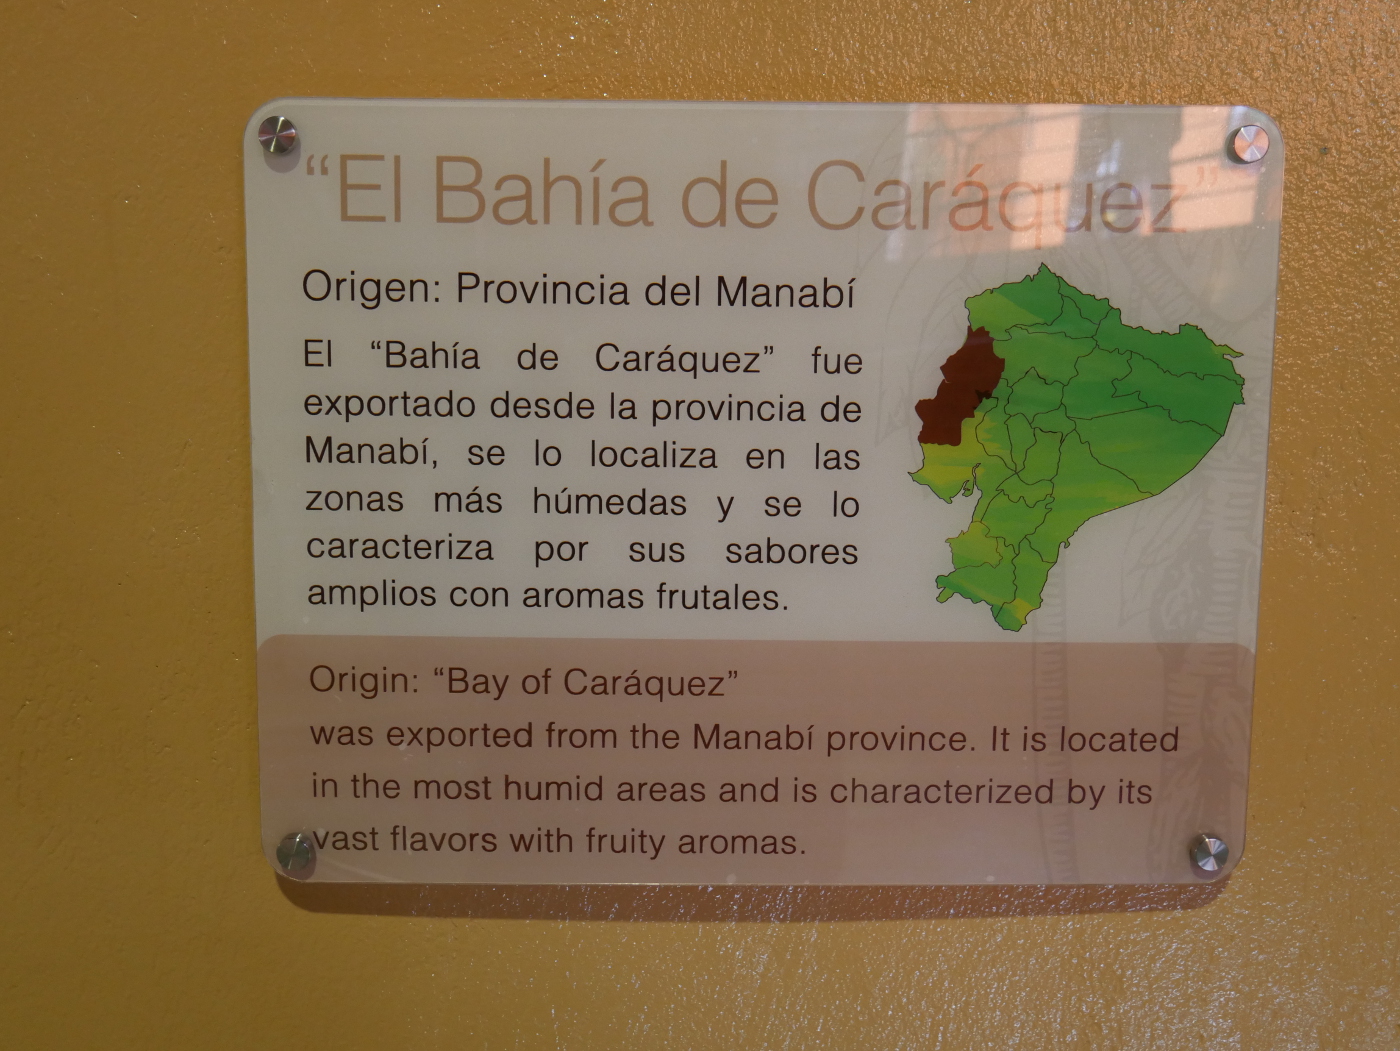 “El Bahía de Caráquez”
Origen: Provincia del Manabí
El “Bahía de Caráquez” fue
exportado desde la provincia de
Manabí, se lo localiza en las
zonas más húmedas y se lo
caracteriza por sus sabores
amplios con aromas frutales.
Origin: “Bay of Caráquez”
was exported from the Manabí province. It is located
in the most humid areas and is characterized by its
vast flavors with fruity aromas.